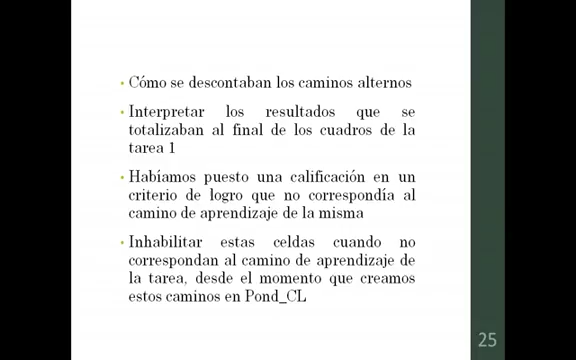 • Cómo se descontaban los caminos alternos
• Interpretar los resultados que se
totalizaban al final de los cuadros de la
tarea 1
• Habíamos puesto una calificación en un
criterio de logro que no correspondía al
camino de aprendizaje de la misma
• Inhabilitar estas celdas cuando no
correspondan al camino de aprendizaje de
la tarea, desde el momento que creamos
estos caminos en Pond_CL
25